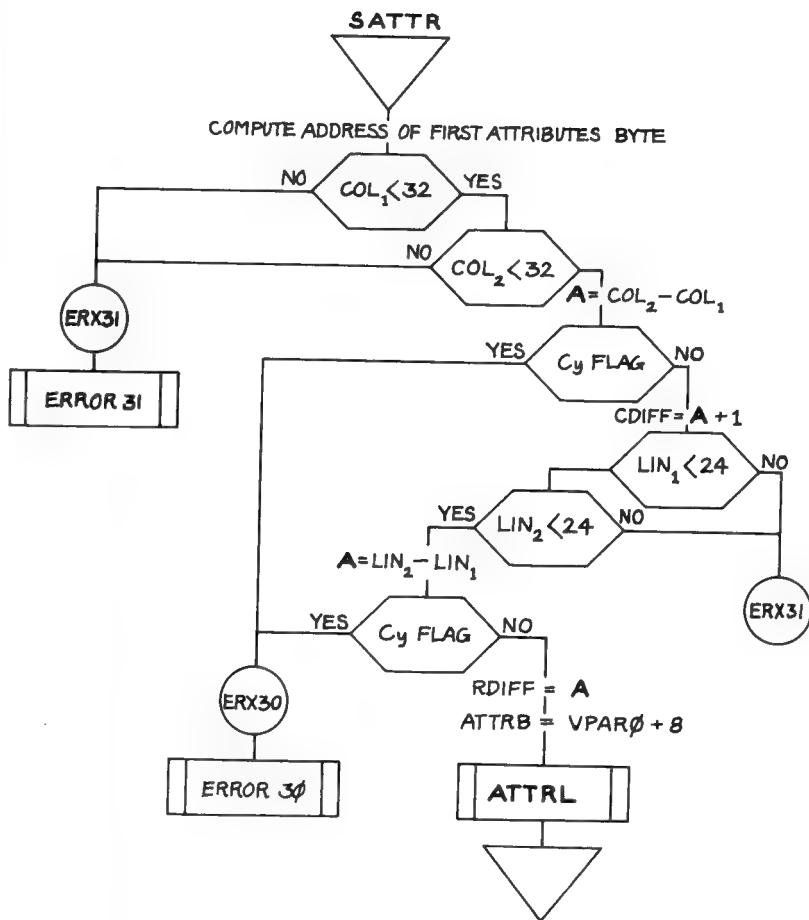 SATTR
COMPUTE ADDRESS OF FIRST ATTRIBUTES BYTE
NO COL₁<32 YES
NO COL₂<32
A=COL₂-COL₁
ERX31
YES Cy FLAG NO
ERROR 31
CDIFF=A+1
LIN₁<24 NO
YES LIN₂<24 NO
A=LIN₂-LIN₁
ERX31
YES Cy FLAG NO
RDIFF = A
ERX30
ATTRB = VPARØ+8
ERROR 3Ø
ATTRL